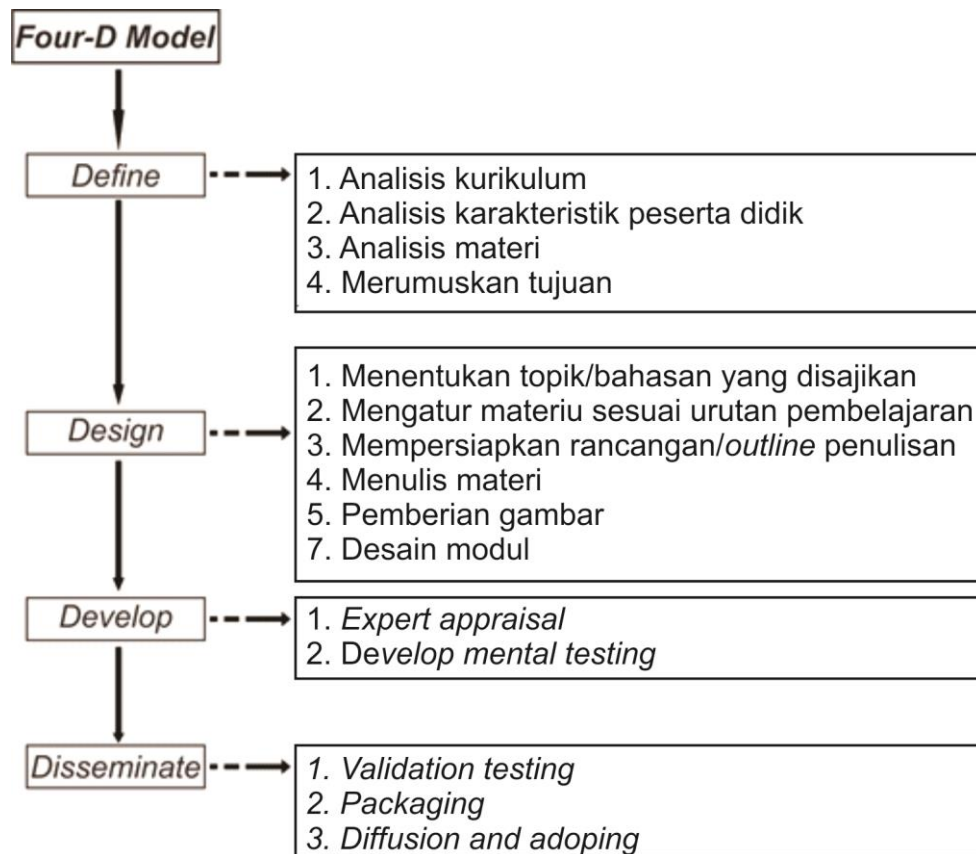 Four-D Model
Define
1. Analisis kurikulum
2. Analisis karakteristik peserta didik
3. Analisis materi
4. Merumuskan tujuan
Design
1. Menentukan topik/bahasan yang disajikan
2. Mengatur materiu sesuai urutan pembelajaran
3. Mempersiapkan rancangan/outline penulisan
4. Menulis materi
5. Pemberian gambar
7. Desain modul
Develop
1. Expert appraisal
2. Develop mental testing
Disseminate
1. Validation testing
2. Packaging
3. Diffusion and adoping